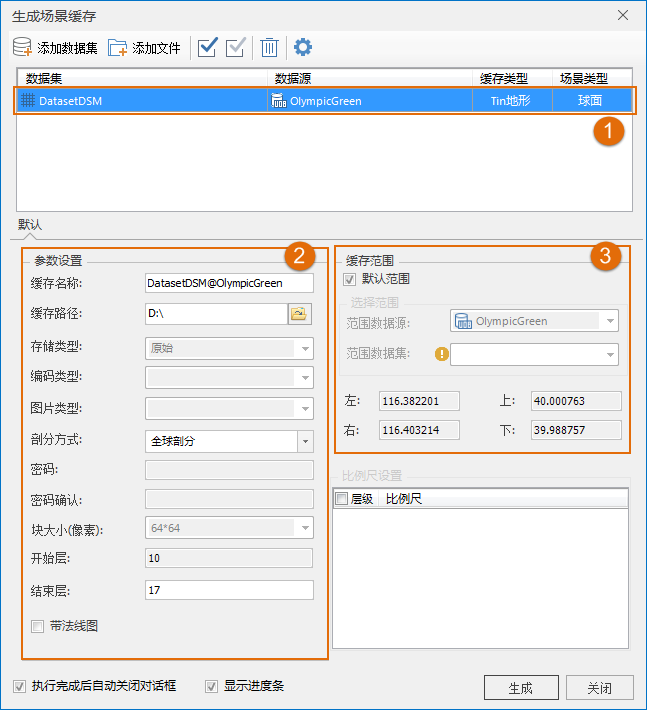 生成场景缓存
添加数据集 添加文件
数据集 数据源 缓存类型 场景类型
DatasetDSM OlympicGreen Tin地形 球面
1
默认
参数设置 2
缓存名称: DatasetDSM@OlympicGreen
缓存路径: D:\
存储类型: 原始
编码类型:
图片类型:
剖分方式: 全球剖分
密码:
密码确认:
块大小(像素): 64*64
开始层: 10
结束层: 17
带法线图
缓存范围 3
默认范围
选择范围
范围数据源: OlympicGreen
范围数据集:
左: 116.382201 上: 40.000763
右: 116.403214 下: 39.988757
比例尺设置
层级 比例尺
执行完成后自动关闭对话框 显示进度条 生成 关闭